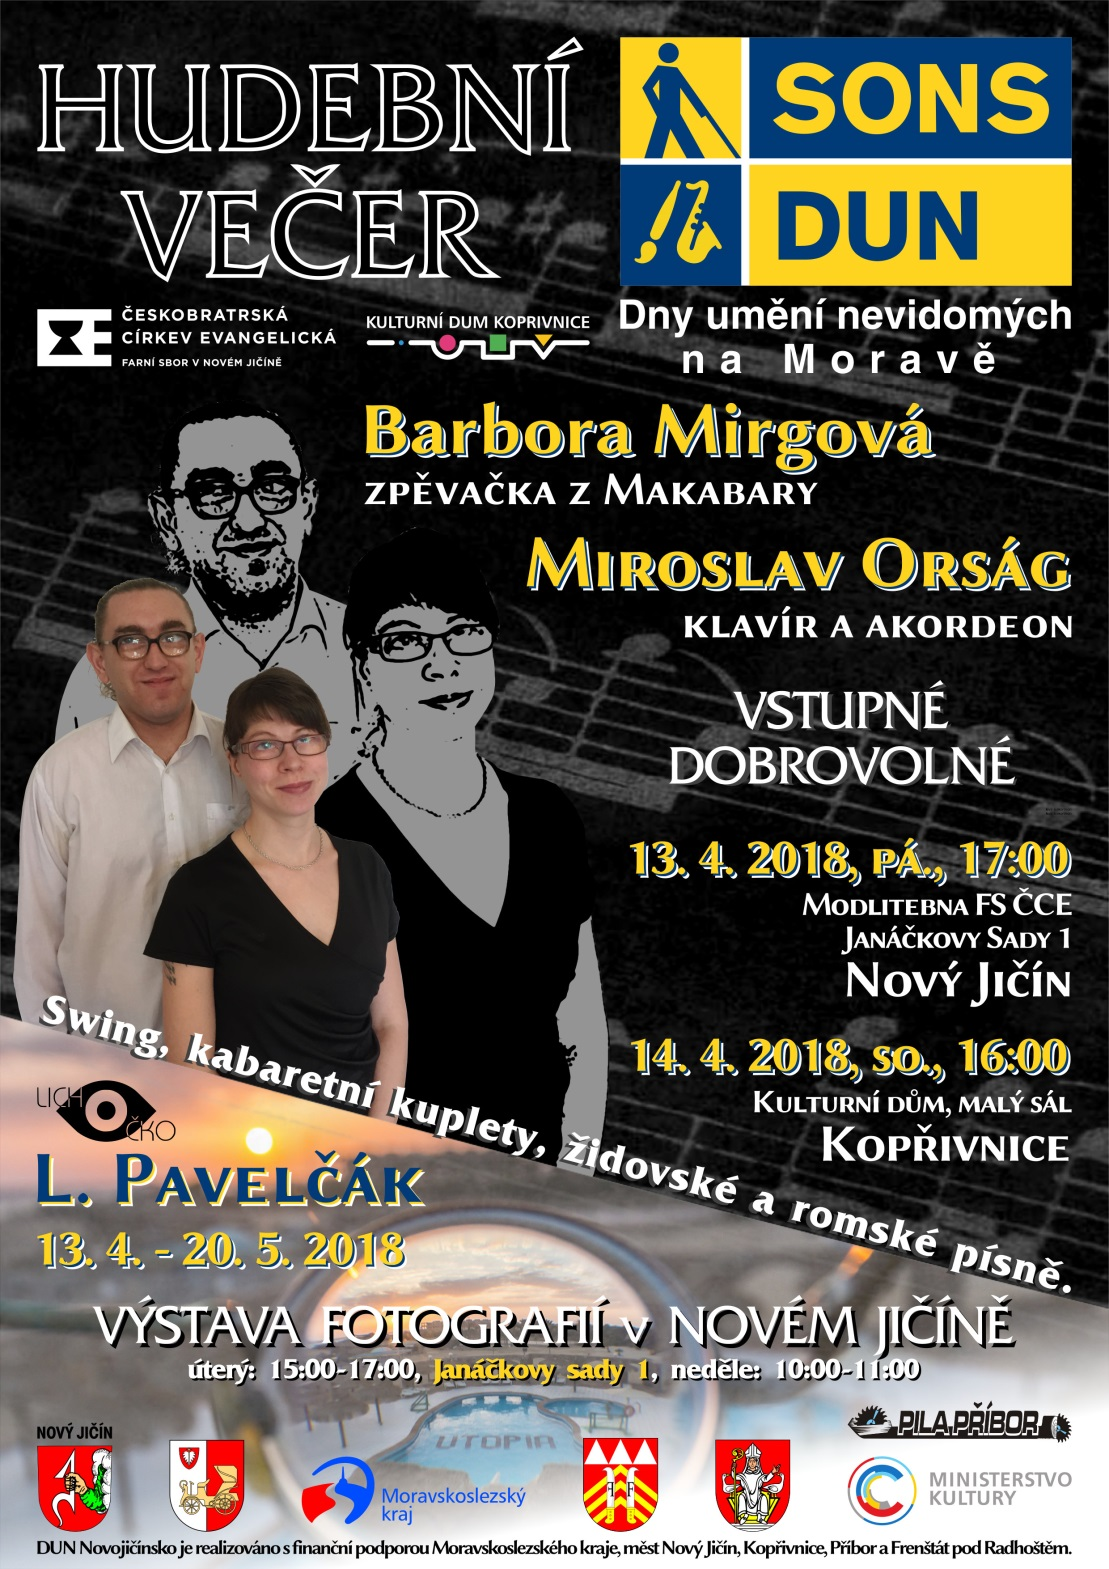 HUDEBNÍ
VEČER
SONS
DUN
Dny umění nevidomých
na Moravě
ČESKOBRATRSKÁ
CÍRKEV EVANGELICKÁ
FARNÍ SBOR V NOVÉM JIČÍNĚ
KULTURNÍ DUM KOPRIVNICE
Barbora Mirgová
zpěvačka z Makabary
Miroslav Orság
klavír a akordeon
VSTUPNÉ
DOBROVOLNÉ
13. 4. 2018, pá., 17:00
Modlitebna FS ČCE
Janáčkovy Sady 1
Nový Jičín
14. 4. 2018, so., 16:00
Kulturní dům, malý sál
Kopřivnice
Swing, kabaretní kuplety, židovské a romské písně.
LICHO
OČKO
L. Pavelčák
13. 4. - 20. 5. 2018
VÝSTAVA FOTOGRAFIÍ v NOVÉM JIČÍNĚ
úterý: 15:00-17:00, Janáčkovy sady 1, neděle: 10:00-11:00
UTOPIA
NOVÝ JIČÍN
Moravskoslezský
kraj
PILA PŘÍBOR
MINISTERSTVO
KULTURY
DUN Novojičínsko je realizováno s finanční podporou Moravskoslezského kraje, měst Nový Jičín, Kopřivnice, Příbor a Frenštát pod Radhoštěm.